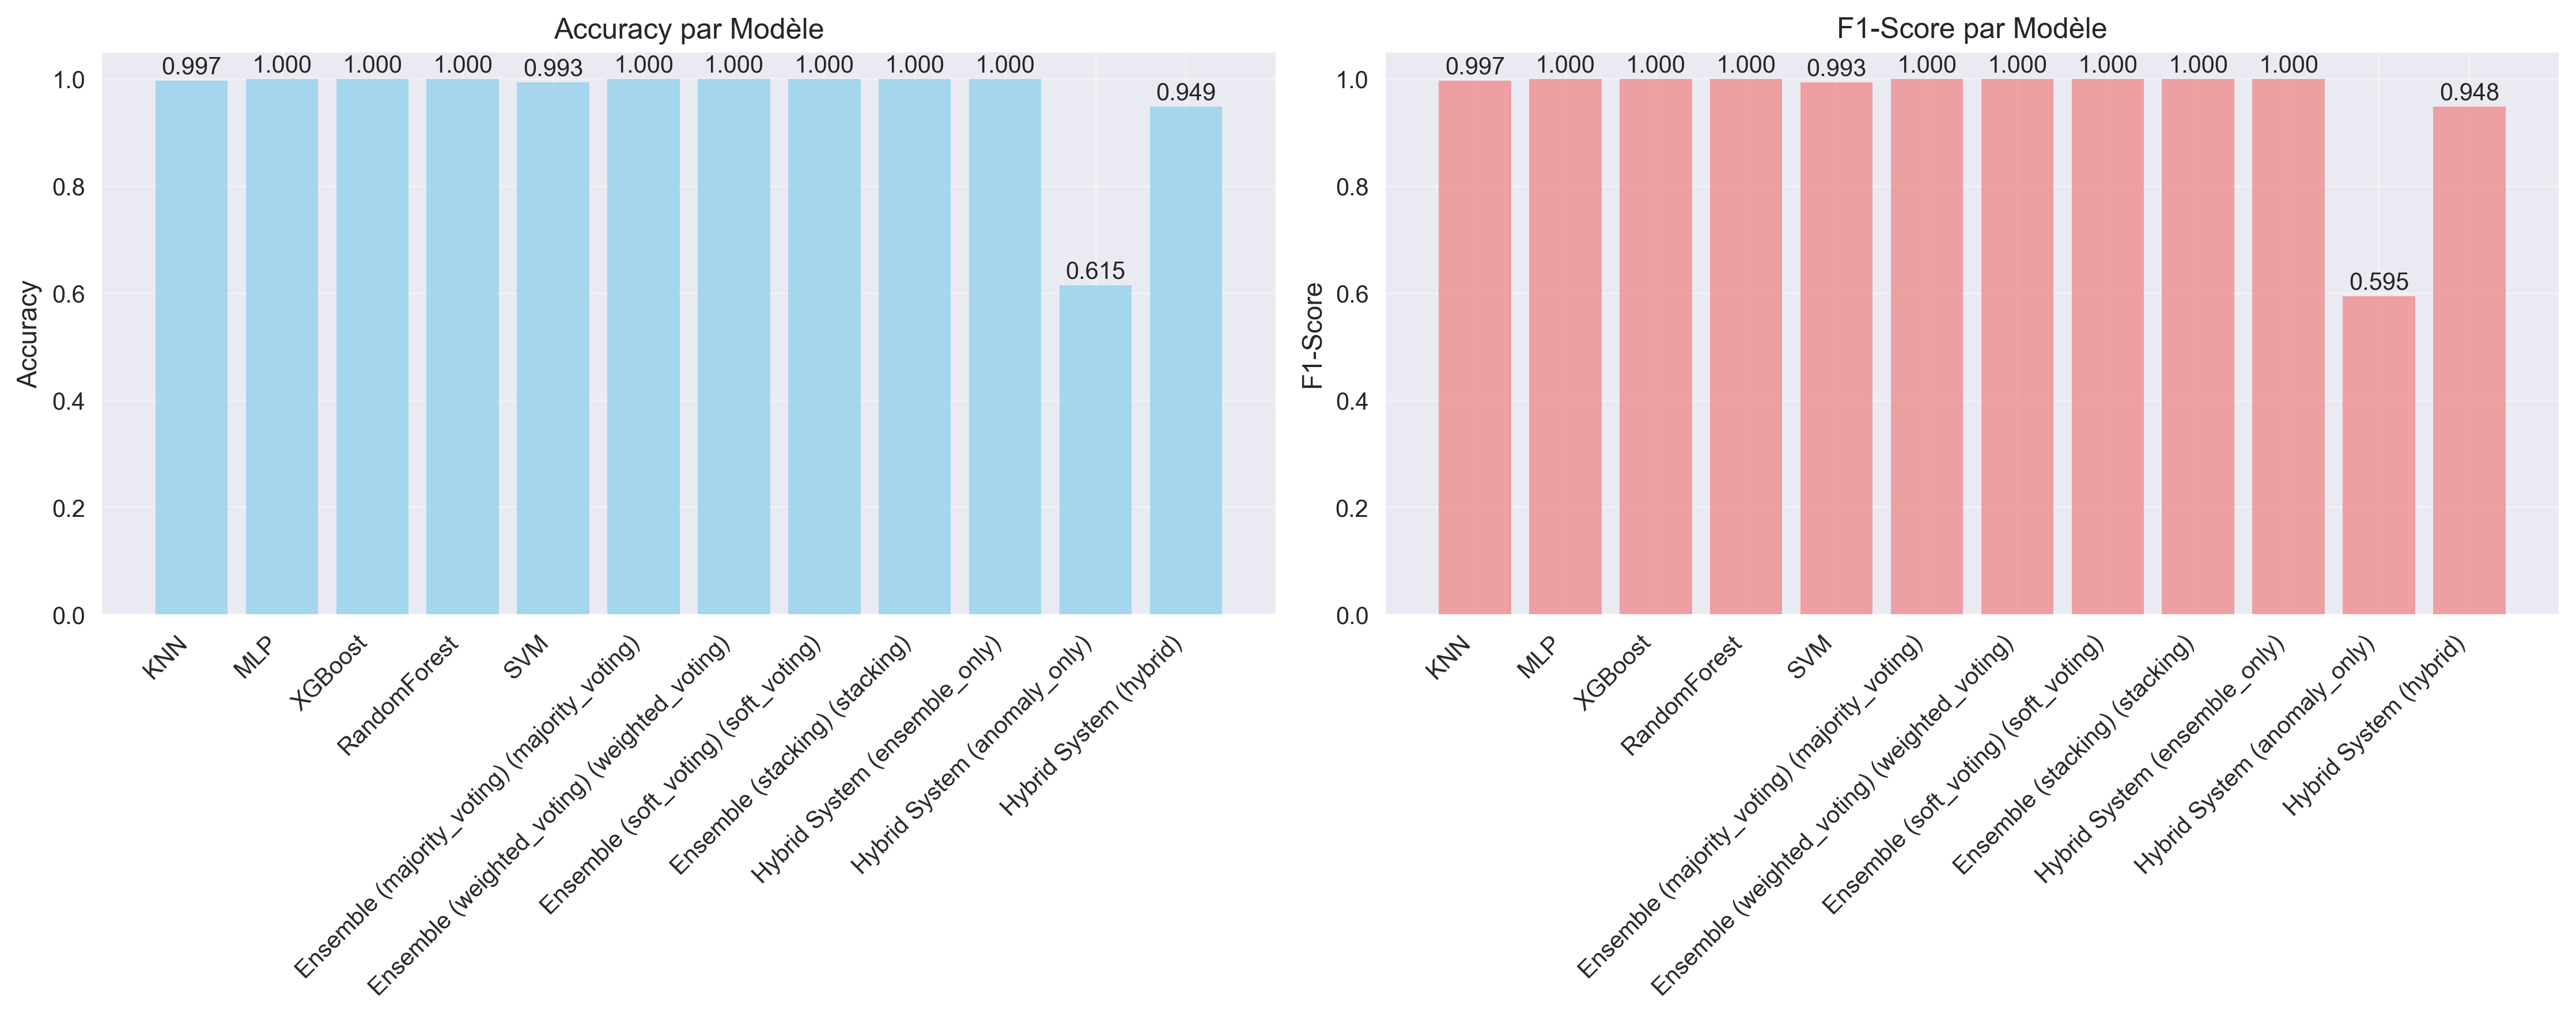 Accuracy par Modèle
Accuracy
1.0
0.8
0.6
0.4
0.2
0.0
0.997
1.000
1.000
1.000
0.993
1.000
1.000
1.000
1.000
1.000
0.615
0.949
KNN
MLP
XGBoost
RandomForest
SVM
Ensemble (majority_voting) (majority_voting)
Ensemble (weighted_voting) (weighted_voting)
Ensemble (soft_voting) (soft_voting)
Ensemble (stacking) (stacking)
Hybrid System (ensemble_only)
Hybrid System (anomaly_only)
Hybrid System (hybrid)
F1-Score par Modèle
F1-Score
1.0
0.8
0.6
0.4
0.2
0.0
0.997
1.000
1.000
1.000
0.993
1.000
1.000
1.000
1.000
1.000
0.595
0.948
KNN
MLP
XGBoost
RandomForest
SVM
Ensemble (majority_voting) (majority_voting)
Ensemble (weighted_voting) (weighted_voting)
Ensemble (soft_voting) (soft_voting)
Ensemble (stacking) (stacking)
Hybrid System (ensemble_only)
Hybrid System (anomaly_only)
Hybrid System (hybrid)